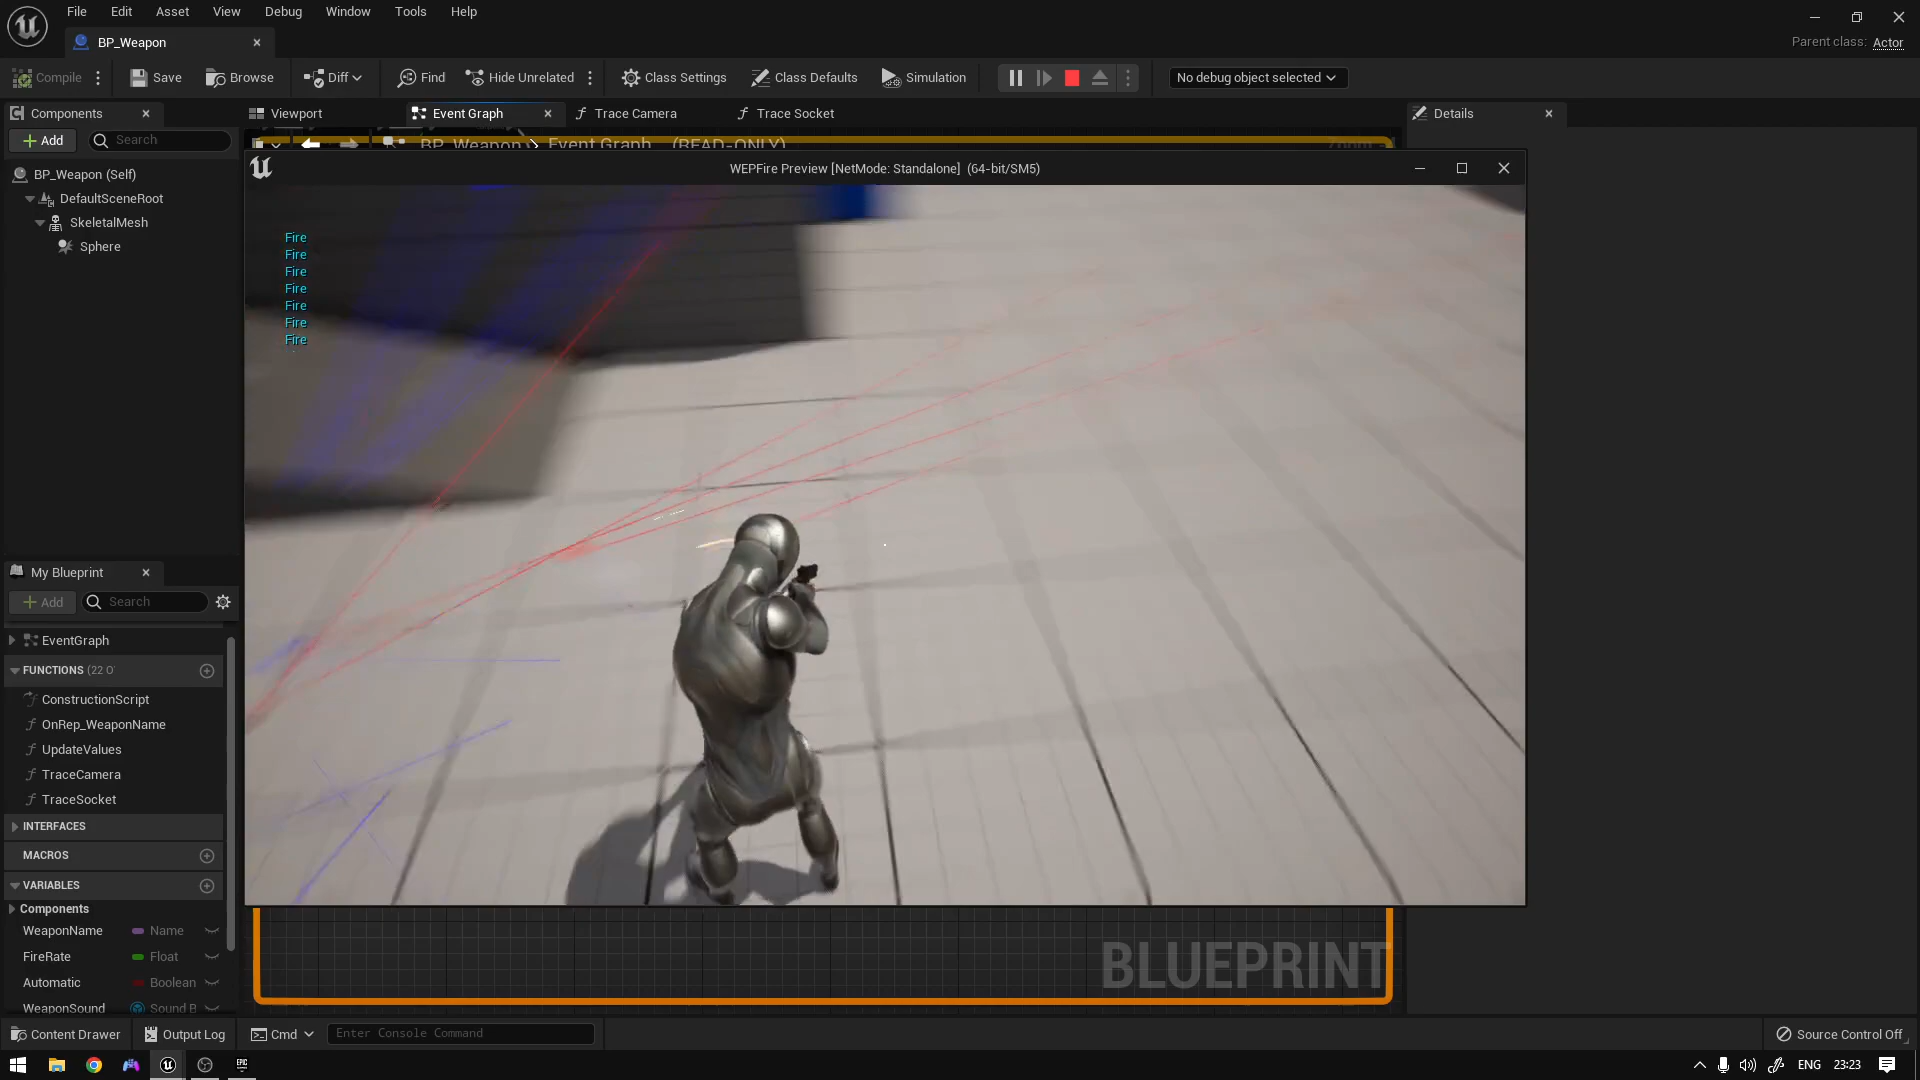 File Edit Asset View Debug Window Tools Help
BP_Weapon
Parent class: Actor
Compile Save Browse Diff Find Hide Unrelated Class Settings Class Defaults Simulation No debug object selected
Components Viewport Event Graph Trace Camera Trace Socket Details
Add Search
BP_Weapon Event Graph (READ-ONLY)
WEPFire Preview [NetMode: Standalone] (64-bit/SM5)
BP_Weapon (Self)
DefaultSceneRoot
SkeletalMesh
Sphere
Fire
Fire
Fire
Fire
Fire
Fire
Fire
My Blueprint
Add Search
EventGraph
FUNCTIONS (22 O
ConstructionScript
OnRep_WeaponName
UpdateValues
TraceCamera
TraceSocket
INTERFACES
MACROS
VARIABLES
Components
WeaponName Name
FireRate Float
Automatic Boolean
WeaponSound Sound B
BLUEPRINT
Content Drawer Output Log Cmd Enter Console Command Source Control Off
EPIC ENG 23:23